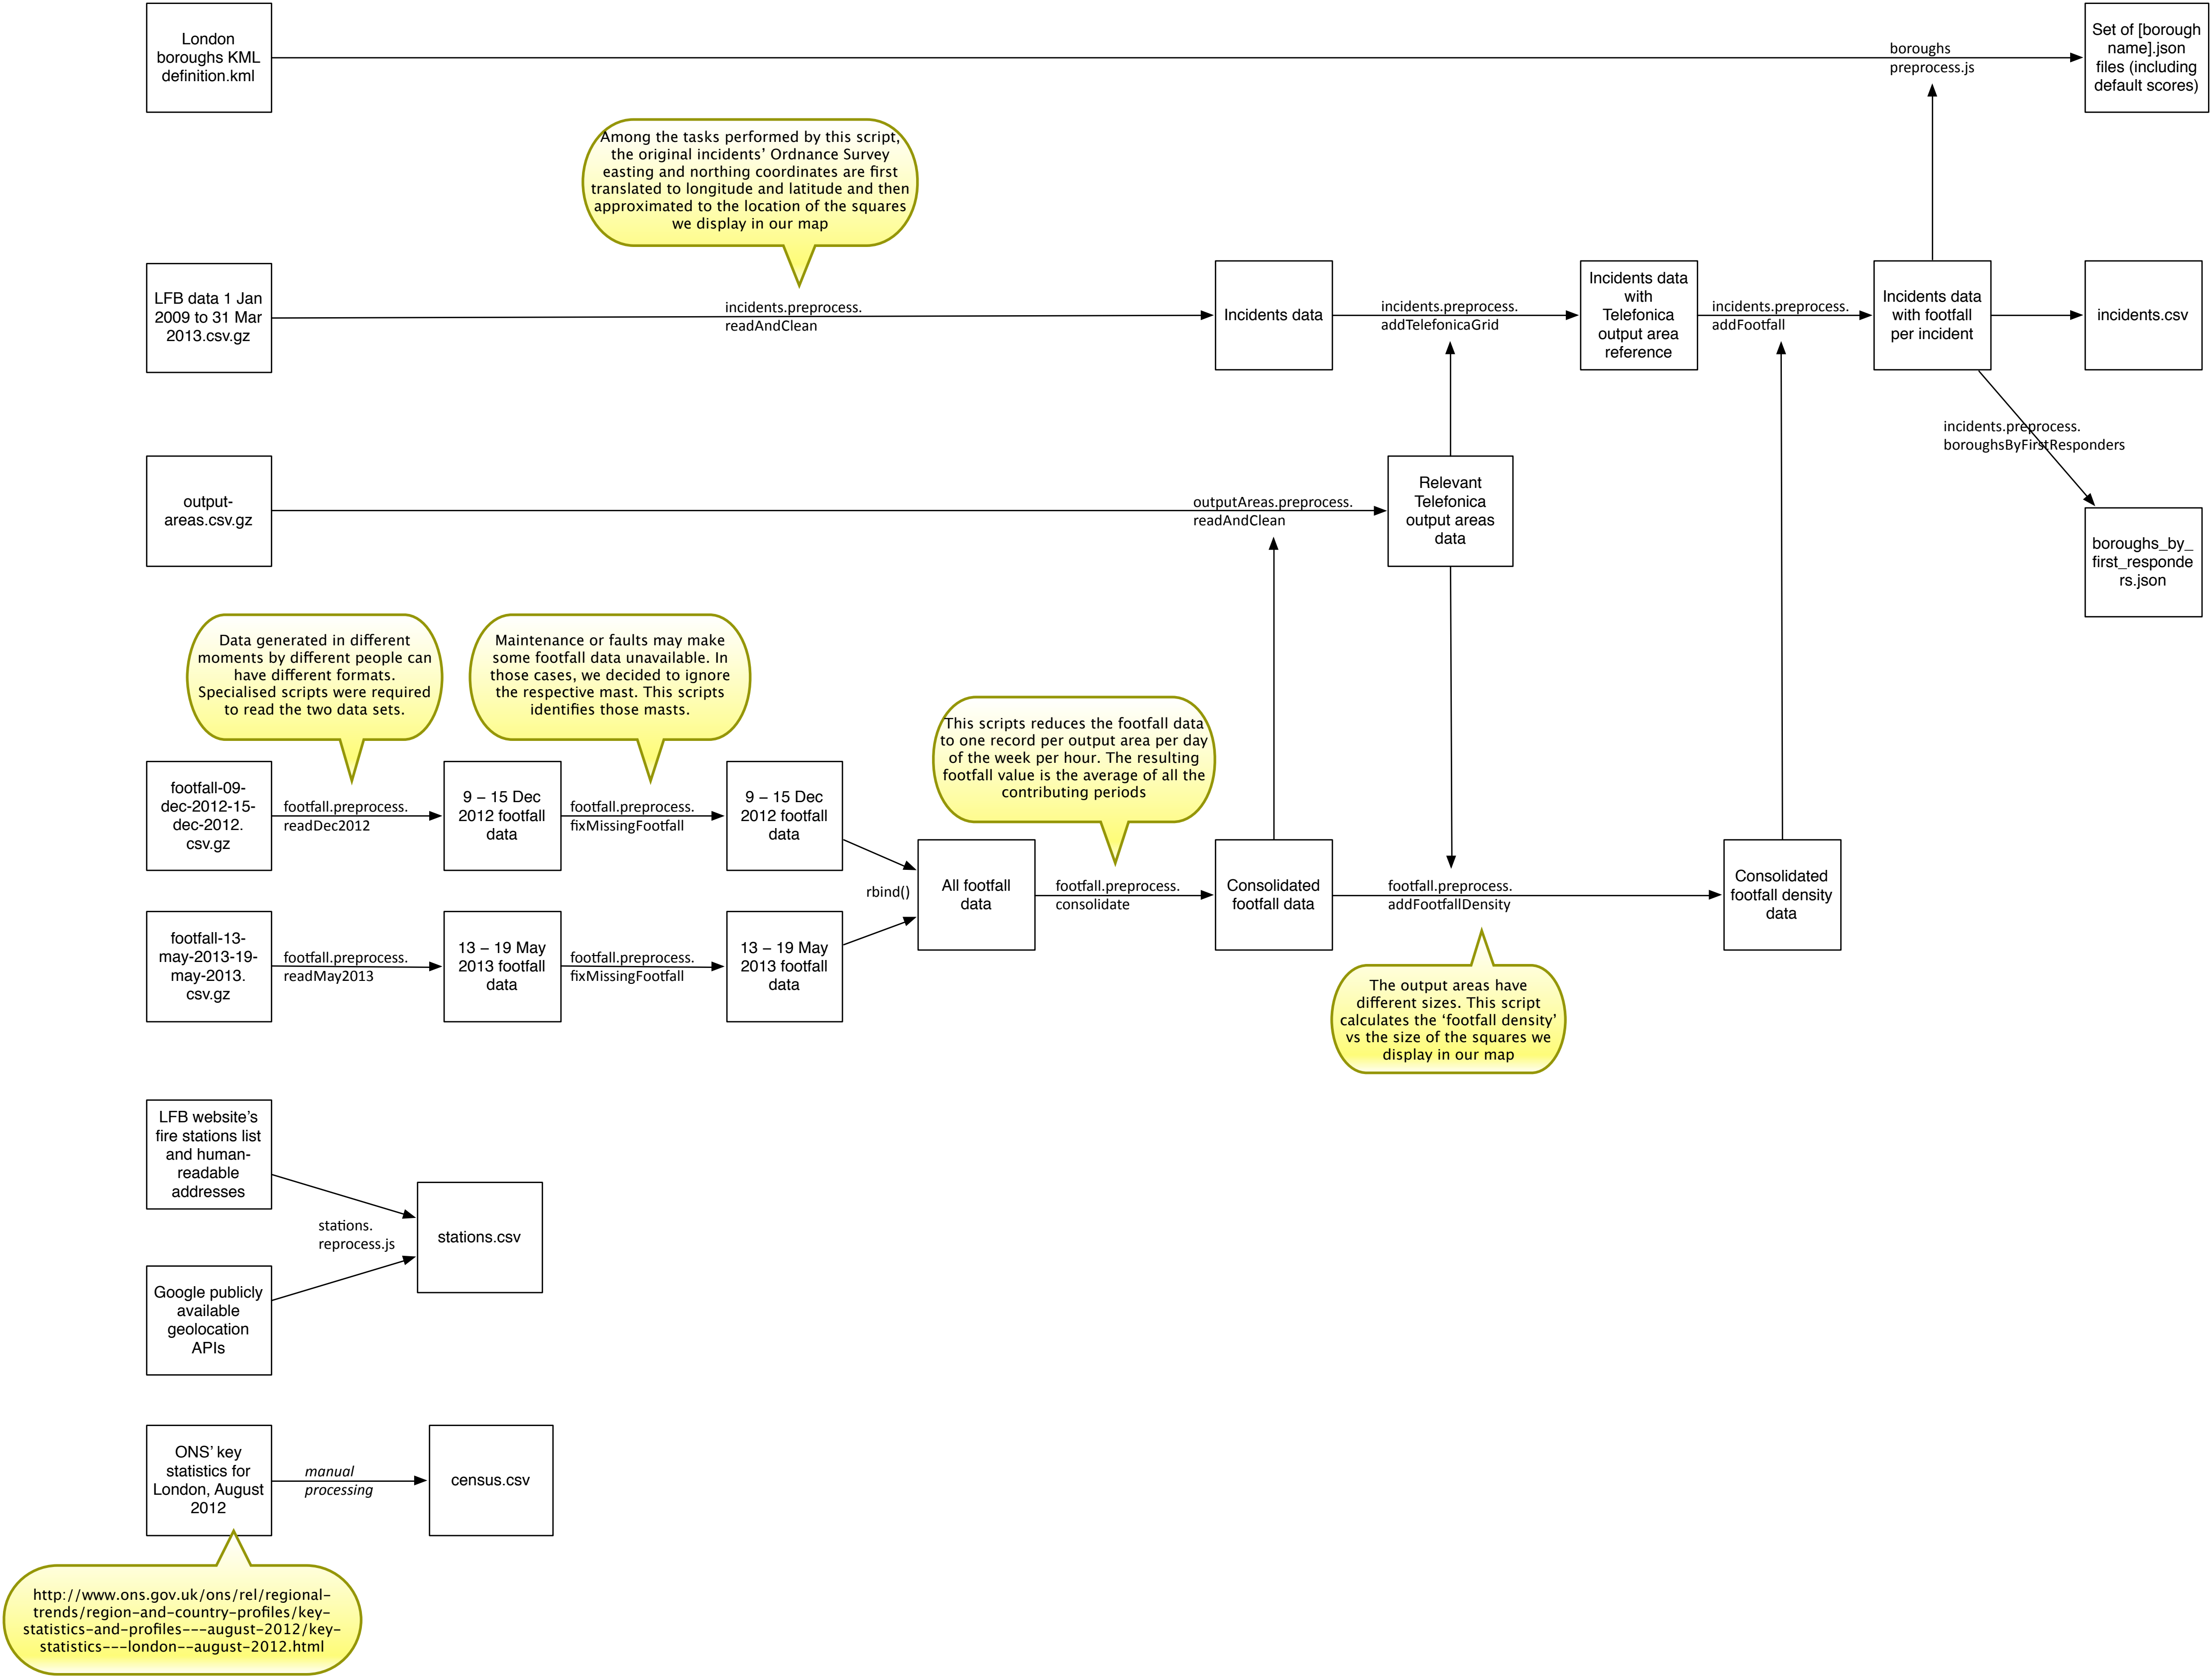 London
boroughs KML
definition.kml
boroughs
preprocess.js
Set of [borough
name].json
files (including
default scores)
Among the tasks performed by this script,
the original incidents’ Ordnance Survey
easting and northing coordinates are first
translated to longitude and latitude and then
approximated to the location of the squares
we display in our map
LFB data 1 Jan
2009 to 31 Mar
2013.csv.gz
incidents.preprocess.
readAndClean
Incidents data
incidents.preprocess.
addTelefonicaGrid
Incidents data
with
Telefonica
output area
reference
incidents.preprocess.
addFootfall
Incidents data
with footfall
per incident
incidents.csv
incidents.preprocess.
boroughsByFirstResponders
boroughs_by_
first_responde
rs.json
output-
areas.csv.gz
outputAreas.preprocess.
readAndClean
Relevant
Telefonica
output areas
data
Data generated in different
moments by different people can
have different formats.
Specialised scripts were required
to read the two data sets.
Maintenance or faults may make
some footfall data unavailable. In
those cases, we decided to ignore
the respective mast. This scripts
identifies those masts.
This scripts reduces the footfall data
to one record per output area per day
of the week per hour. The resulting
footfall value is the average of all the
contributing periods
footfall-09-
dec-2012-15-
dec-2012.
csv.gz
footfall.preprocess.
readDec2012
9 – 15 Dec
2012 footfall
data
footfall.preprocess.
fixMissingFootfall
9 – 15 Dec
2012 footfall
data
footfall-13-
may-2013-19-
may-2013.
csv.gz
footfall.preprocess.
readMay2013
13 – 19 May
2013 footfall
data
footfall.preprocess.
fixMissingFootfall
13 – 19 May
2013 footfall
data
rbind()
All footfall
data
footfall.preprocess.
consolidate
Consolidated
footfall data
footfall.preprocess.
addFootfallDensity
Consolidated
footfall density
data
The output areas have
different sizes. This script
calculates the ‘footfall density’
vs the size of the squares we
display in our map
LFB website’s
fire stations list
and human-
readable
addresses
stations.
reprocess.js
stations.csv
Google publicly
available
geolocation
APIs
ONS’ key
statistics for
London, August
2012
manual
processing
census.csv
http://www.ons.gov.uk/ons/rel/regional-
trends/region-and-country-profiles/key-
statistics-and-profiles---august-2012/key-
statistics---london--august-2012.html